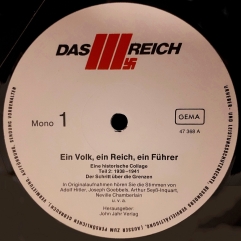 DAS REICH
Mono 1
GEMA
47 368 A
Ein Volk, ein Reich, ein Führer
Eine historische Collage
Teil 2: 1938-1941
Der Schritt über die Grenzen
In Originalaufnahmen hören Sie die Stimmen von
Adolf Hitler, Joseph Goebbels, Arthur Seyß-Inquart,
Neville Chamberlain
u. v. a.
Herausgeber:
John Jahr Verlag